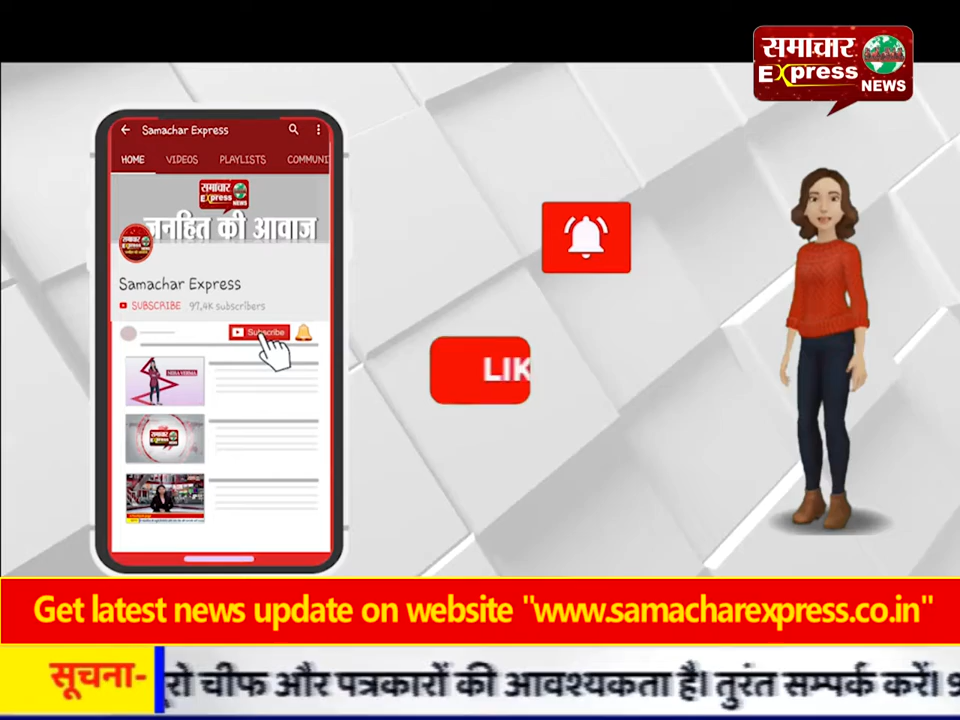 समाचार
Express
NEWS
Samachar Express
HOME VIDEOS PLAYLISTS COMMUNI
समाचार
Express
NEWS
जनहित की आवाज
Samachar Express
SUBSCRIBE 97.4K subscribers
Subscribe
LIK
Get latest news update on website "www.samacharexpress.co.in"
सूचना- चीफ और पत्रकारों की आवश्यकता है। तुरंत सम्पर्क करें। 9